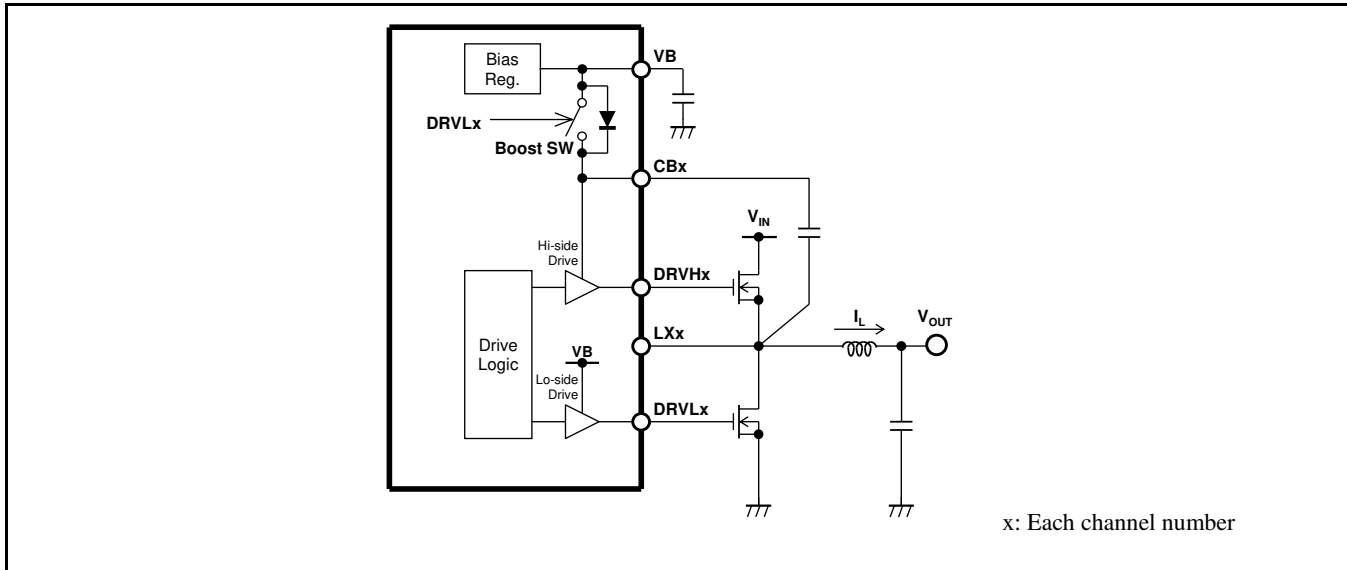 Bias
Reg.
VB
DRVLx
Boost SW
CBx
VIN
Hi-side
Drive
DRVHx
Drive
Logic
LXx
IL
VOUT
VB
Lo-side
Drive
DRVLx
x: Each channel number